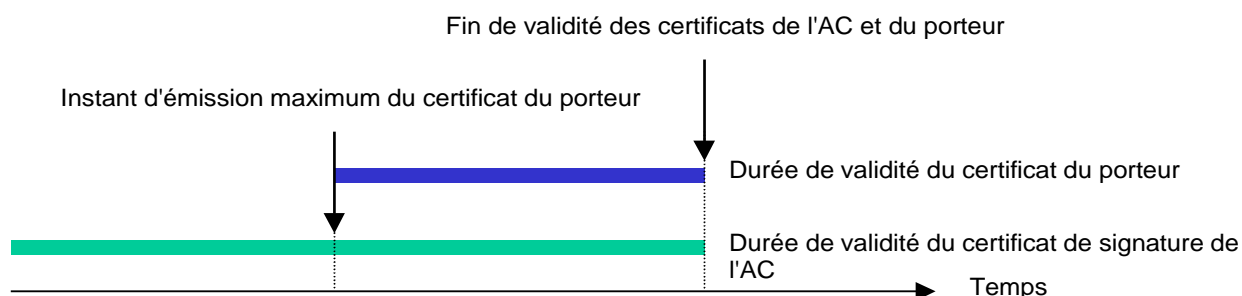 Fin de validité des certificats de l'AC et du porteur
Instant d'émission maximum du certificat du porteur
Durée de validité du certificat du porteur
Durée de validité du certificat de signature de
l'AC
Temps